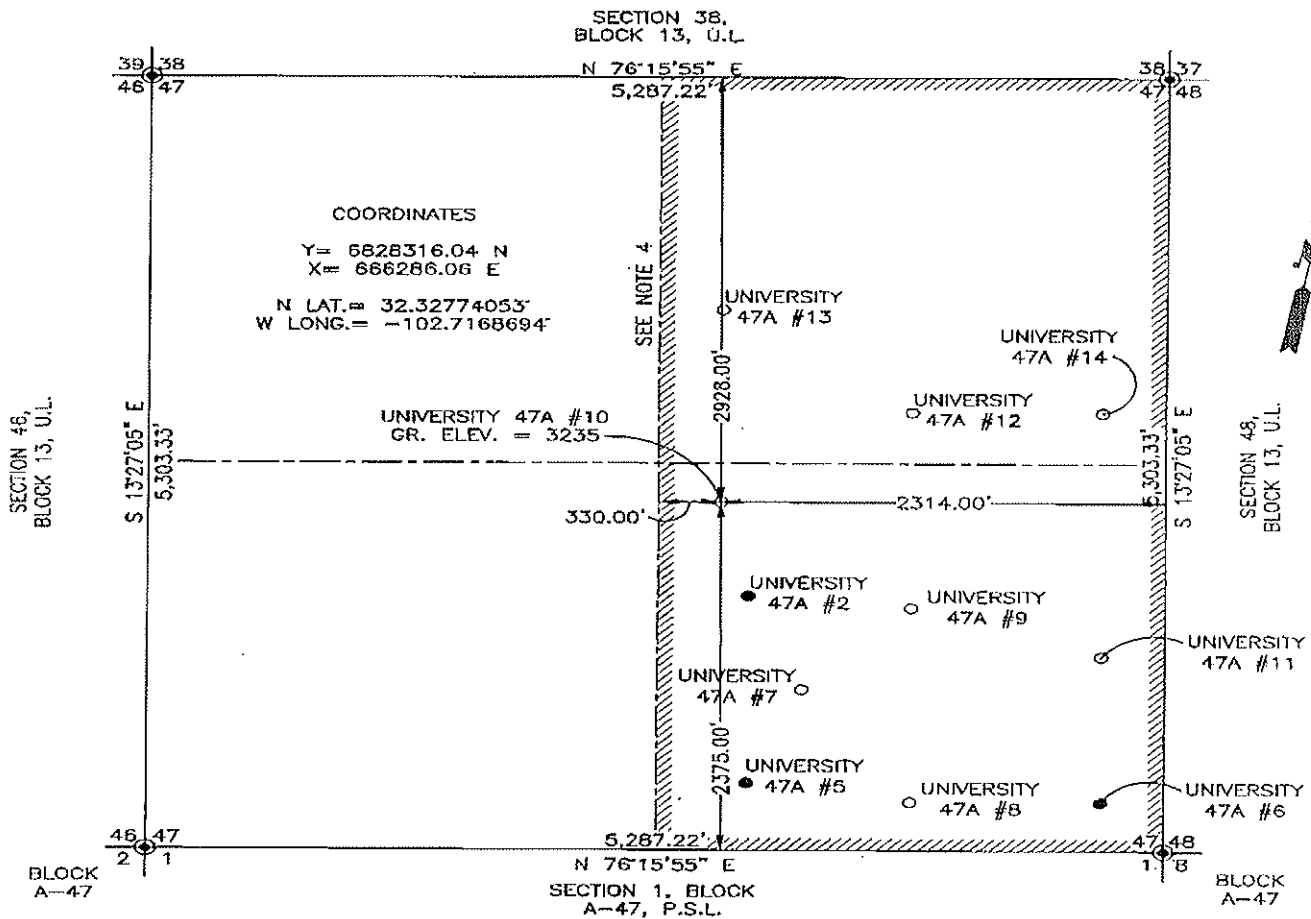 SECTION 38,
BLOCK 13, U.L.
39 38
46 47
N 76°15'55" E
5,287.22'
38 37
47 48
COORDINATES
Y= 6828316.04 N
X= 666286.06 E
N LAT.= 32.32774053°
W LONG.= -102.7168694°
SEE NOTE 4
UNIVERSITY
47A #13
2928.00'
UNIVERSITY
47A #14
UNIVERSITY
47A #12
SECTION 46,
BLOCK 13, U.L.
S 13°27'05" E
5,303.33'
UNIVERSITY 47A #10
GR. ELEV. = 3235
330.00'
2314.00'
5,303.33'
S 13°27'05" E
SECTION 48,
BLOCK 13, U.L.
UNIVERSITY
47A #2
UNIVERSITY
47A #9
UNIVERSITY
47A #11
UNIVERSITY
47A #7
2375.00'
UNIVERSITY
47A #5
UNIVERSITY
47A #8
UNIVERSITY
47A #6
46 47
2 1
5,287.22'
N 76°15'55" E
47 48
1 8
BLOCK
A-47
SECTION 1, BLOCK
A-47, P.S.L.
BLOCK
A-47